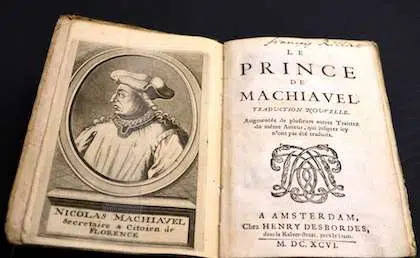 NICOLAS MACHIAVEL
Secretaire & Citoien de
FLORENCE
LE
PRINCE
DE
MACHIAVEL.
TRADUCTION NOUVELLE.
Augmentée de plusieurs autres Traitez
du même Auteur, qui jusques icy
n'ont pas été traduits.
A AMSTERDAM,
Chez HENRY DESBORDES,
dans le Kalver-Straat, prés le Dam.
M. DC. XCVI.